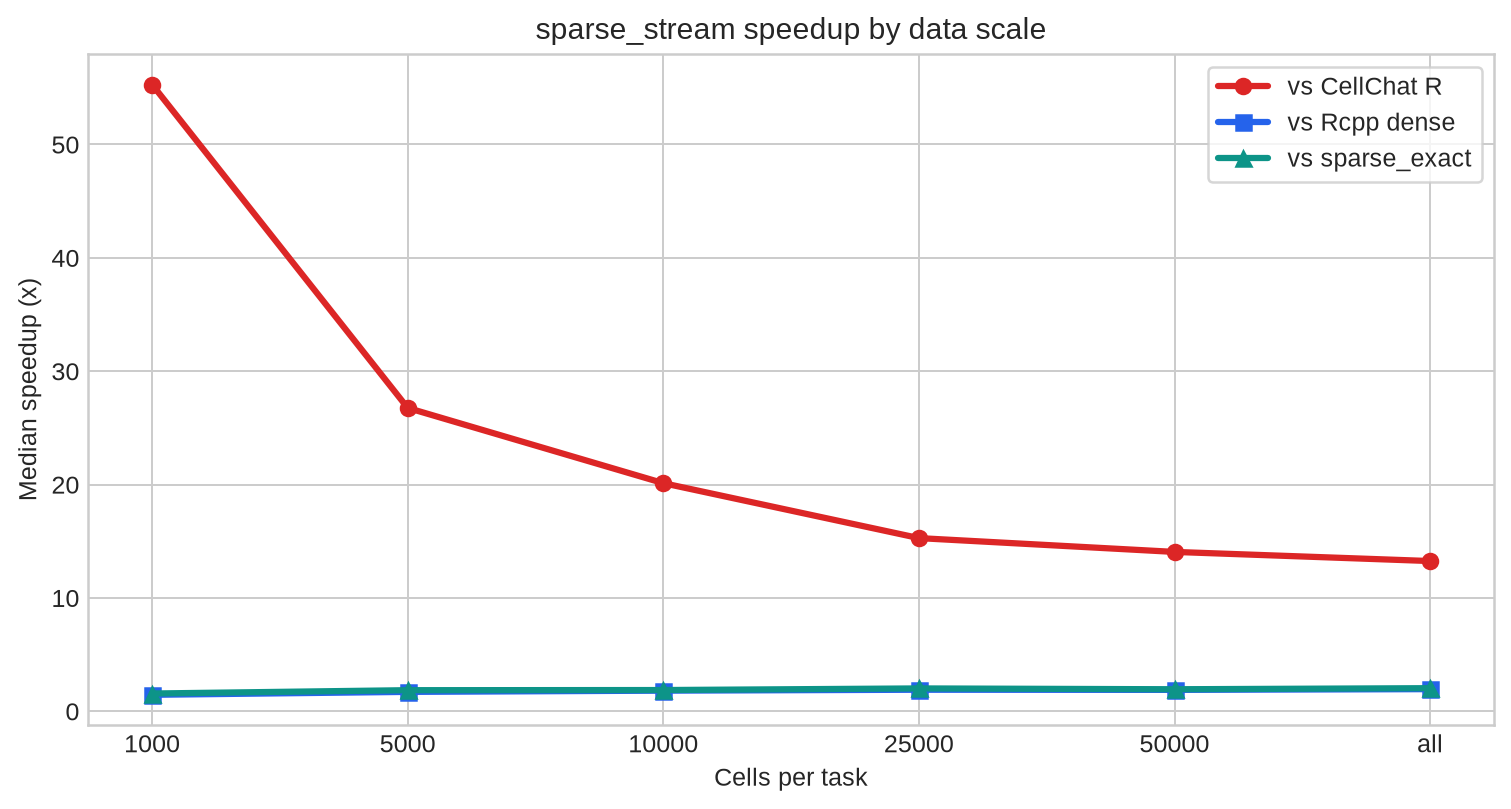 sparse_stream speedup by data scale
vs CellChat R
vs Rcpp dense
vs sparse_exact
Median speedup (x)
50
40
30
20
10
0
1000 5000 10000 25000 50000 all
Cells per task